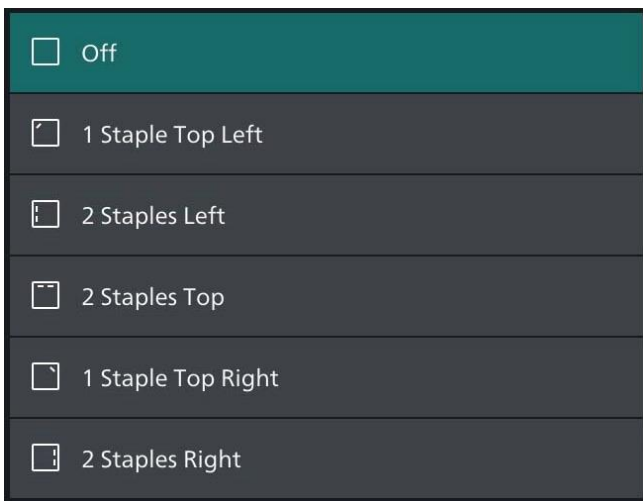 Off
1 Staple Top Left
2 Staples Left
2 Staples Top
1 Staple Top Right
2 Staples Right